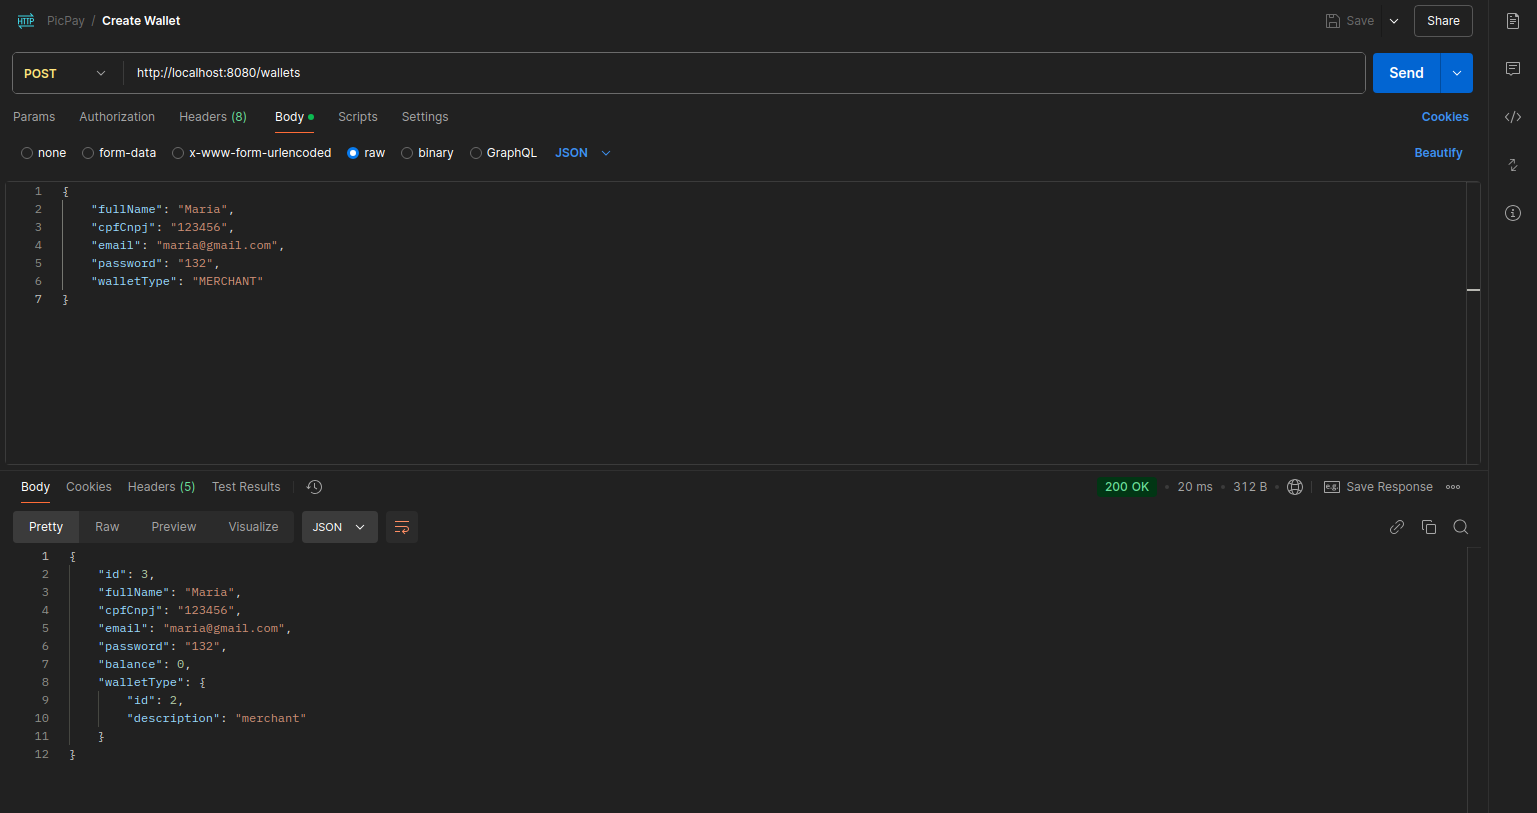 HTTP PicPay / Create Wallet Save Share
POST http://localhost:8080/wallets Send
Params Authorization Headers (8) Body Scripts Settings Cookies
none form-data x-www-form-urlencoded raw binary GraphQL JSON Beautify
1 {
2 "fullName": "Maria",
3 "cpfCnpj": "123456",
4 "email": "maria@gmail.com",
5 "password": "132",
6 "walletType": "MERCHANT"
7 }
Body Cookies Headers (5) Test Results 200 OK • 20 ms • 312 B • e.g. Save Response
Pretty Raw Preview Visualize JSON
1 {
2 "id": 3,
3 "fullName": "Maria",
4 "cpfCnpj": "123456",
5 "email": "maria@gmail.com",
6 "password": "132",
7 "balance": 0,
8 "walletType": {
9 "id": 2,
10 "description": "merchant"
11 }
12 }